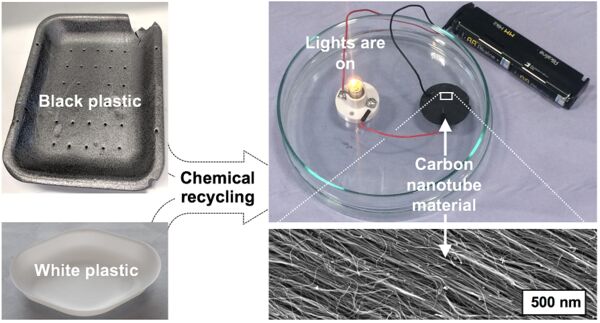 Black plastic
White plastic
Chemical
recycling
Lights are
on
Carbon
nanotube
material
500 nm